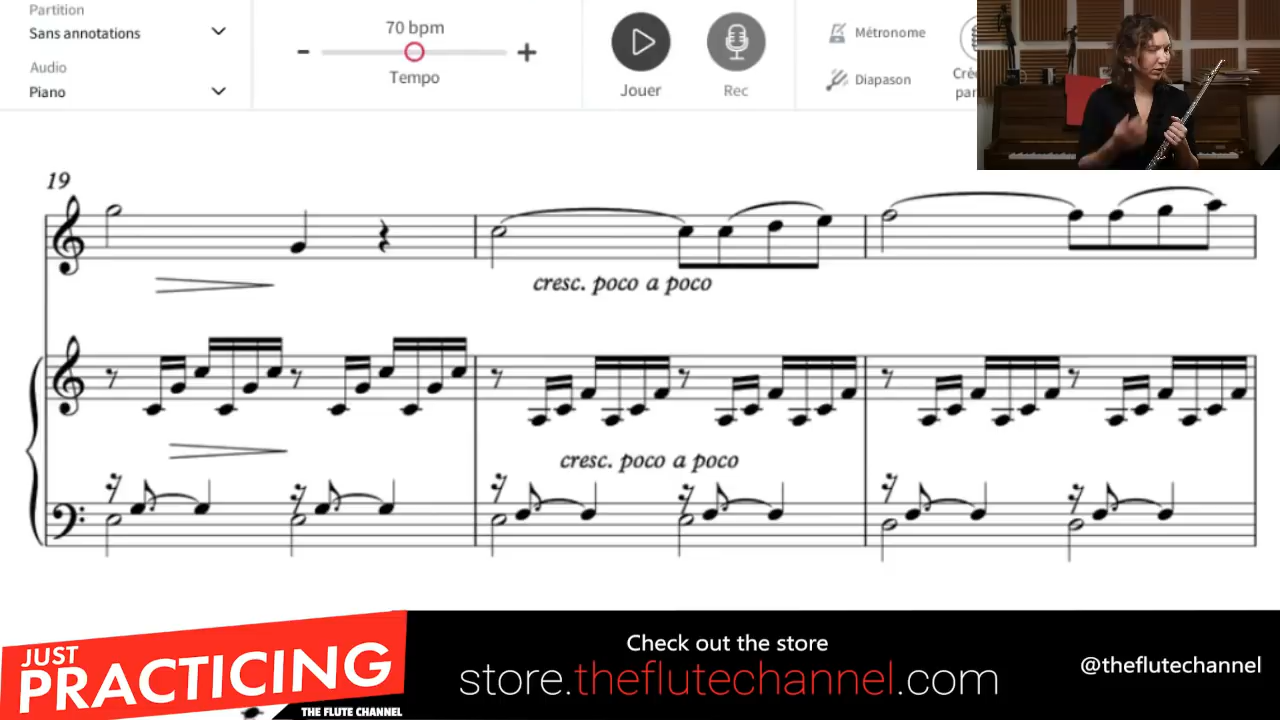 Partition
Sans annotations
Audio
Piano
70 bpm
Tempo
Jouer
Rec
Métronome
Diapason
19
cresc. poco a poco
cresc. poco a poco
JUST
PRACTICING
THE FLUTE CHANNEL
Check out the store
store.theflutechannel.com
@theflutechannel